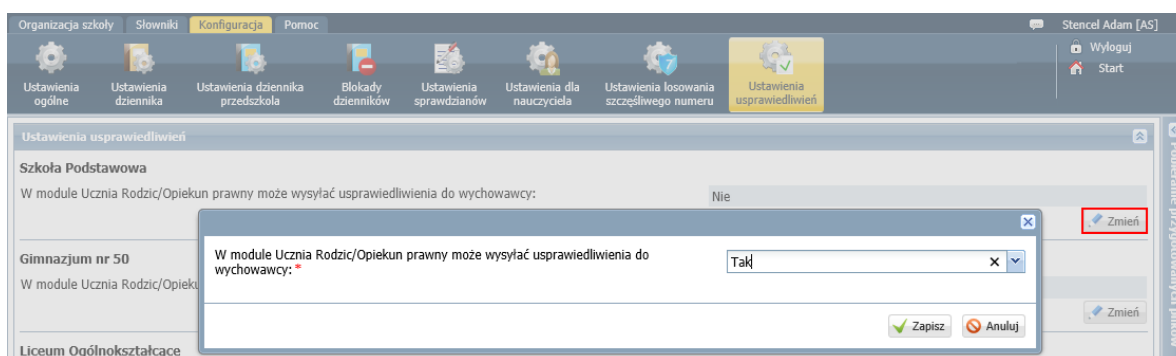 Organizacja szkoły Słowniki Konfiguracja Pomoc Stencel Adam [AS]
Wyloguj
Start
Ustawienia ogólne
Ustawienia dziennika
Ustawienia dziennika przedszkola
Blokady dzienników
Ustawienia sprawdzianów
Ustawienia dla nauczyciela
Ustawienia losowania szczęśliwego numeru
Ustawienia usprawiedliwień
Ustawienia usprawiedliwień
Szkoła Podstawowa
W module Ucznia Rodzic/Opiekun prawny może wysyłać usprawiedliwienia do wychowawcy: Nie
Zmień
W module Ucznia Rodzic/Opiekun prawny może wysyłać usprawiedliwienia do
wychowawcy: * Tak
Zapisz Anuluj
Gimnazjum nr 50
W module Ucznia Rodzic/Opieku
Zmień
Liceum Ogólnokształcące